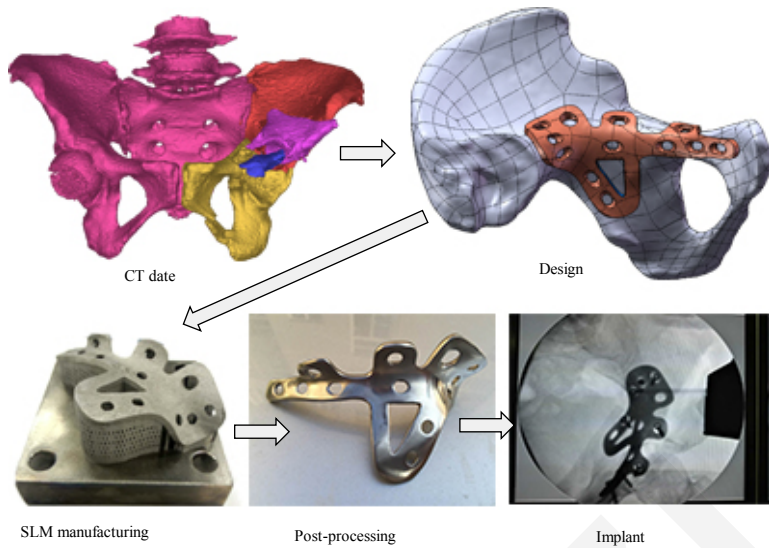 CT date
Design
SLM manufacturing
Post-processing
Implant